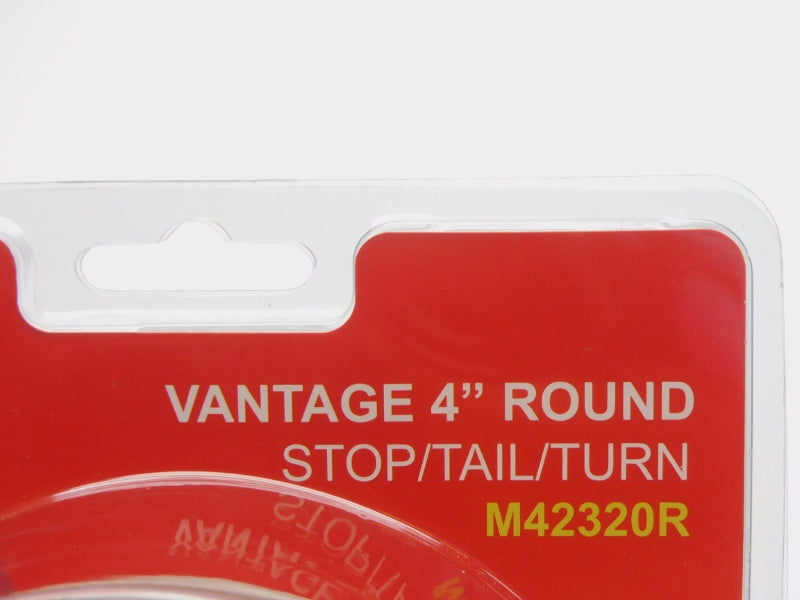 VANTAGE 4” ROUND
STOP/TAIL/TURN
M42320R